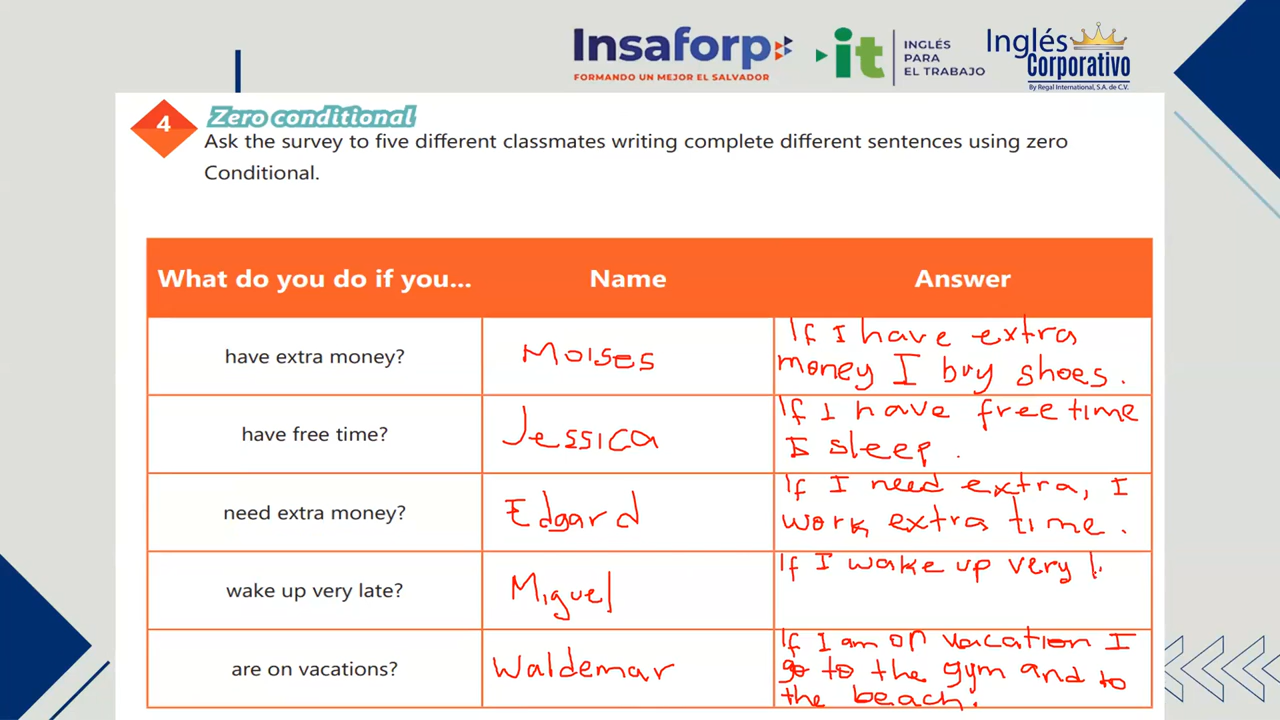 Insaforp
FORMANDO UN MEJOR EL SALVADOR
it
INGLÉS
PARA
EL TRABAJO
Inglés
Corporativo
By Regal International, S.A. de C.V.
4
Zero conditional
Ask the survey to five different classmates writing complete different sentences using zero
Conditional.
What do you do if you...
Name
Answer
have extra money?
Moises
If I have extra
money I buy shoes.
have free time?
Jessica
If I have free time
I sleep.
need extra money?
Edgard
If I need extra, I
work extra time.
wake up very late?
Miguel
If I wake up very l
are on vacations?
Waldemar
If I am on vacation I
go to the gym and to
the beach.